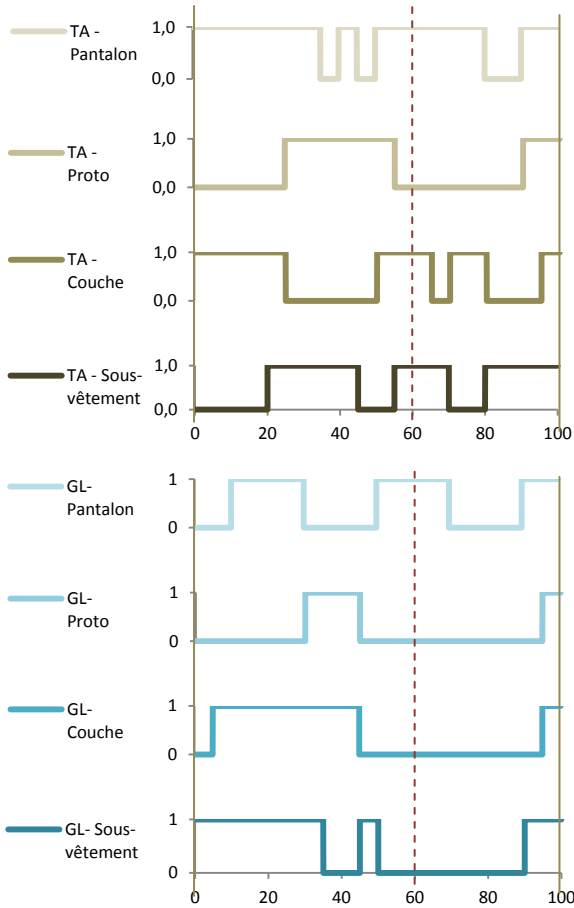 TA -
Pantalon
1,0
0,0
TA -
Proto
1,0
0,0
TA -
Couche
1,0
0,0
TA - Sous-
vêtement
1,0
0,0
0 20 40 60 80 100
GL-
Pantalon
1
0
GL-
Proto
1
0
GL-
Couche
1
0
GL- Sous-
vêtement
1
0
0 20 40 60 80 100